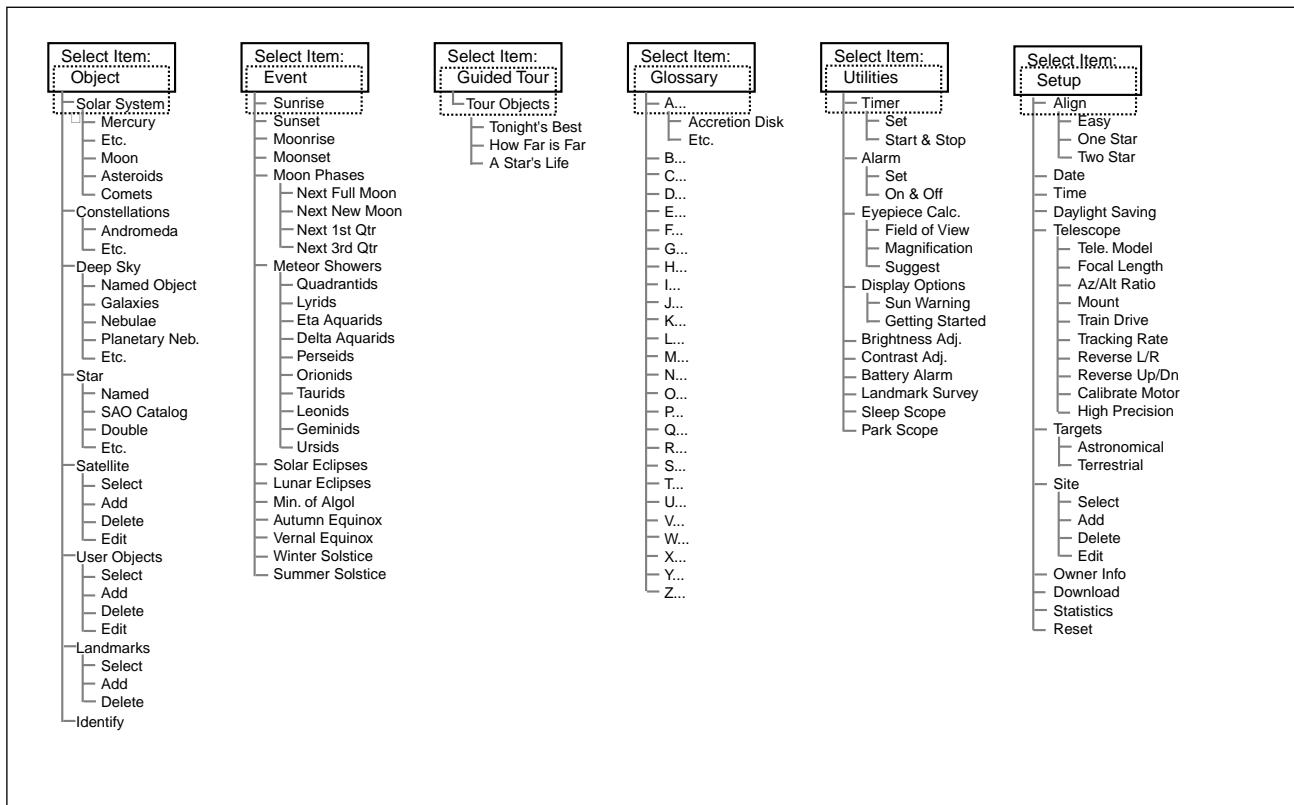 Select Item:
Object
Solar System
Mercury
Etc.
Moon
Asteroids
Comets
Constellations
Andromeda
Etc.
Deep Sky
Named Object
Galaxies
Nebulae
Planetary Neb.
Etc.
Star
Named
SAO Catalog
Double
Etc.
Satellite
Select
Add
Delete
Edit
User Objects
Select
Add
Delete
Edit
Landmarks
Select
Add
Delete
Identify
Select Item:
Event
Sunrise
Sunset
Moonrise
Moonset
Moon Phases
Next Full Moon
Next New Moon
Next 1st Qtr
Next 3rd Qtr
Meteor Showers
Quadrantids
Lyrids
Eta Aquarids
Delta Aquarids
Perseids
Orionids
Taurids
Leonids
Geminids
Ursids
Solar Eclipses
Lunar Eclipses
Min. of Algol
Autumn Equinox
Vernal Equinox
Winter Solstice
Summer Solstice
Select Item:
Guided Tour
Tour Objects
Tonight's Best
How Far is Far
A Star's Life
Select Item:
Glossary
A...
Accretion Disk
Etc.
B...
C...
D...
E...
F...
G...
H...
I...
J...
K...
L...
M...
N...
O...
P...
Q...
R...
S...
T...
U...
V...
W...
X...
Y...
Z...
Select Item:
Utilities
Timer
Set
Start & Stop
Alarm
Set
On & Off
Eyepiece Calc.
Field of View
Magnification
Suggest
Display Options
Sun Warning
Getting Started
Brightness Adj.
Contrast Adj.
Battery Alarm
Landmark Survey
Sleep Scope
Park Scope
Select Item:
Setup
Align
Easy
One Star
Two Star
Date
Time
Daylight Saving
Telescope
Tele. Model
Focal Length
Az/Alt Ratio
Mount
Train Drive
Tracking Rate
Reverse L/R
Reverse Up/Dn
Calibrate Motor
High Precision
Targets
Astronomical
Terrestrial
Site
Select
Add
Delete
Edit
Owner Info
Download
Statistics
Reset